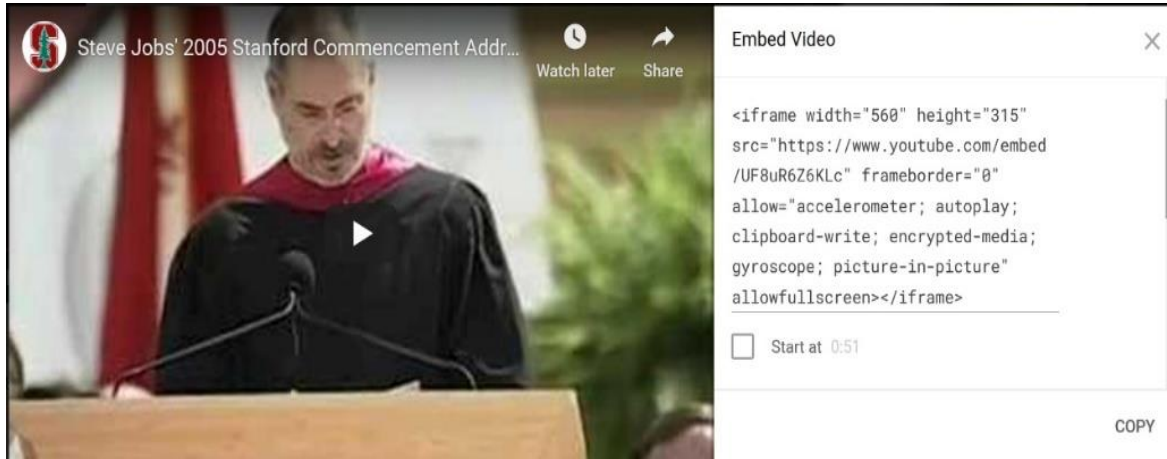 Steve Jobs' 2005 Stanford Commencement Addr...
Watch later
Share
Embed Video
<iframe width="560" height="315"
src="https://www.youtube.com/embed
/UF8uR6Z6KLc" frameborder="0"
allow="accelerometer; autoplay;
clipboard-write; encrypted-media;
gyroscope; picture-in-picture"
allowfullscreen></iframe>
Start at 0:51
COPY